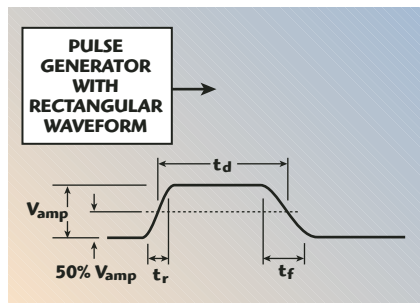 PULSE
GENERATOR
WITH
RECTANGULAR
WAVEFORM
td
Vamp
50% Vamp
tr
tf